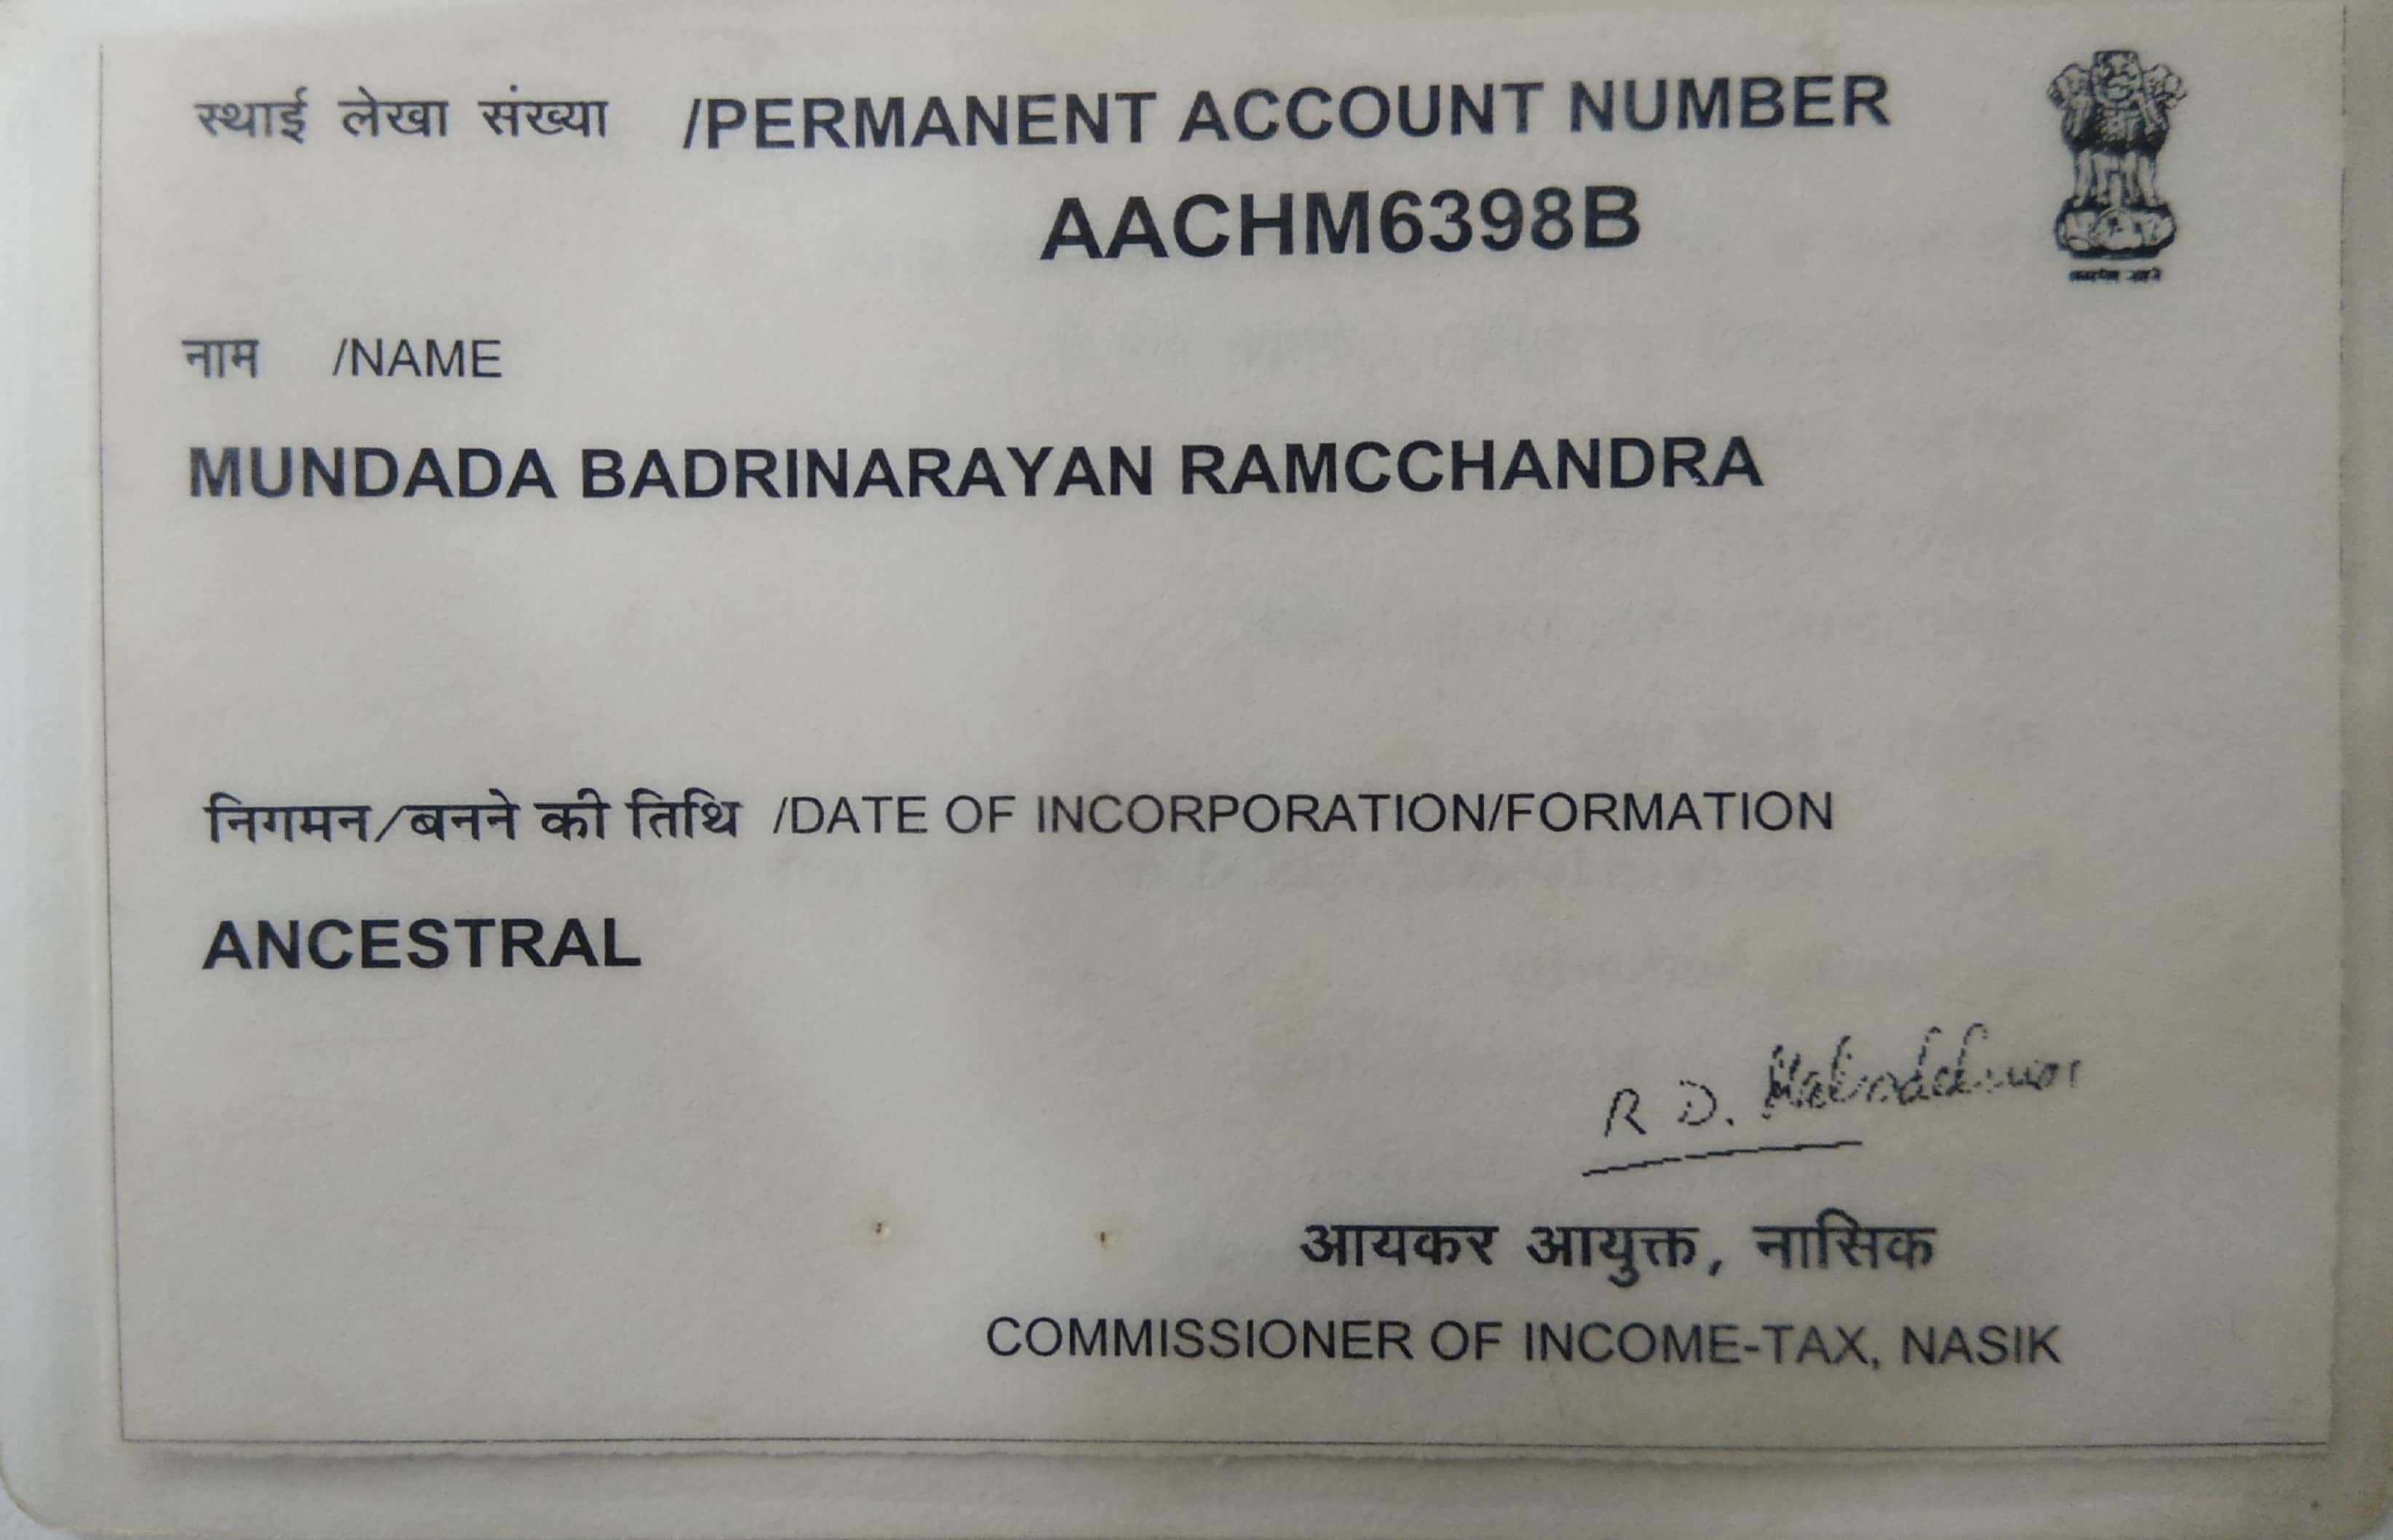 स्थाई लेखा संख्या /PERMANENT ACCOUNT NUMBER
AACHM6398B
नाम /NAME
MUNDADA BADRINARAYAN RAMCCHANDRA
निगमन/बनने की तिथि /DATE OF INCORPORATION/FORMATION
ANCESTRAL
R D.
आयकर आयुक्त, नासिक
COMMISSIONER OF INCOME-TAX, NASIK